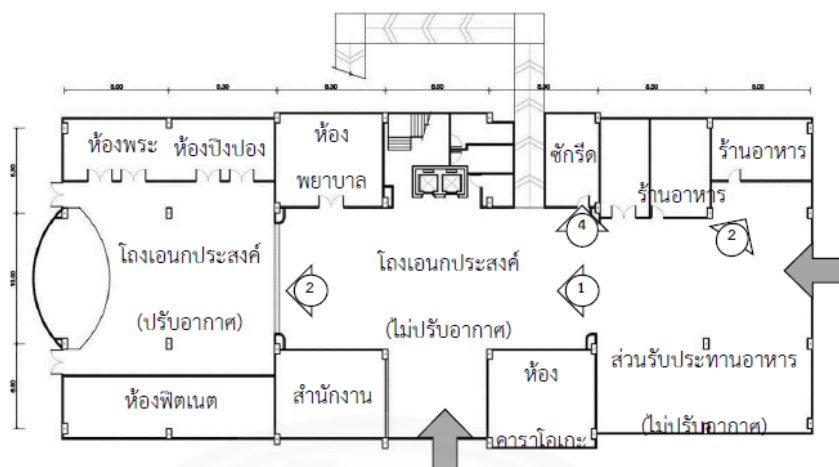 ห้องพระ
ห้องปิงปอง
ห้อง
พยาบาล
ซักรีด
ร้านอาหาร
ร้านอาหาร
4
2
โถงเอนกประสงค์
(ปรับอากาศ)
2
โถงเอนกประสงค์
(ไม่ปรับอากาศ)
1
ส่วนรับประทานอาหาร
(ไม่ปรับอากาศ)
ห้องฟิตเนต
สำนักงาน
ห้อง
คาราโอเกะ